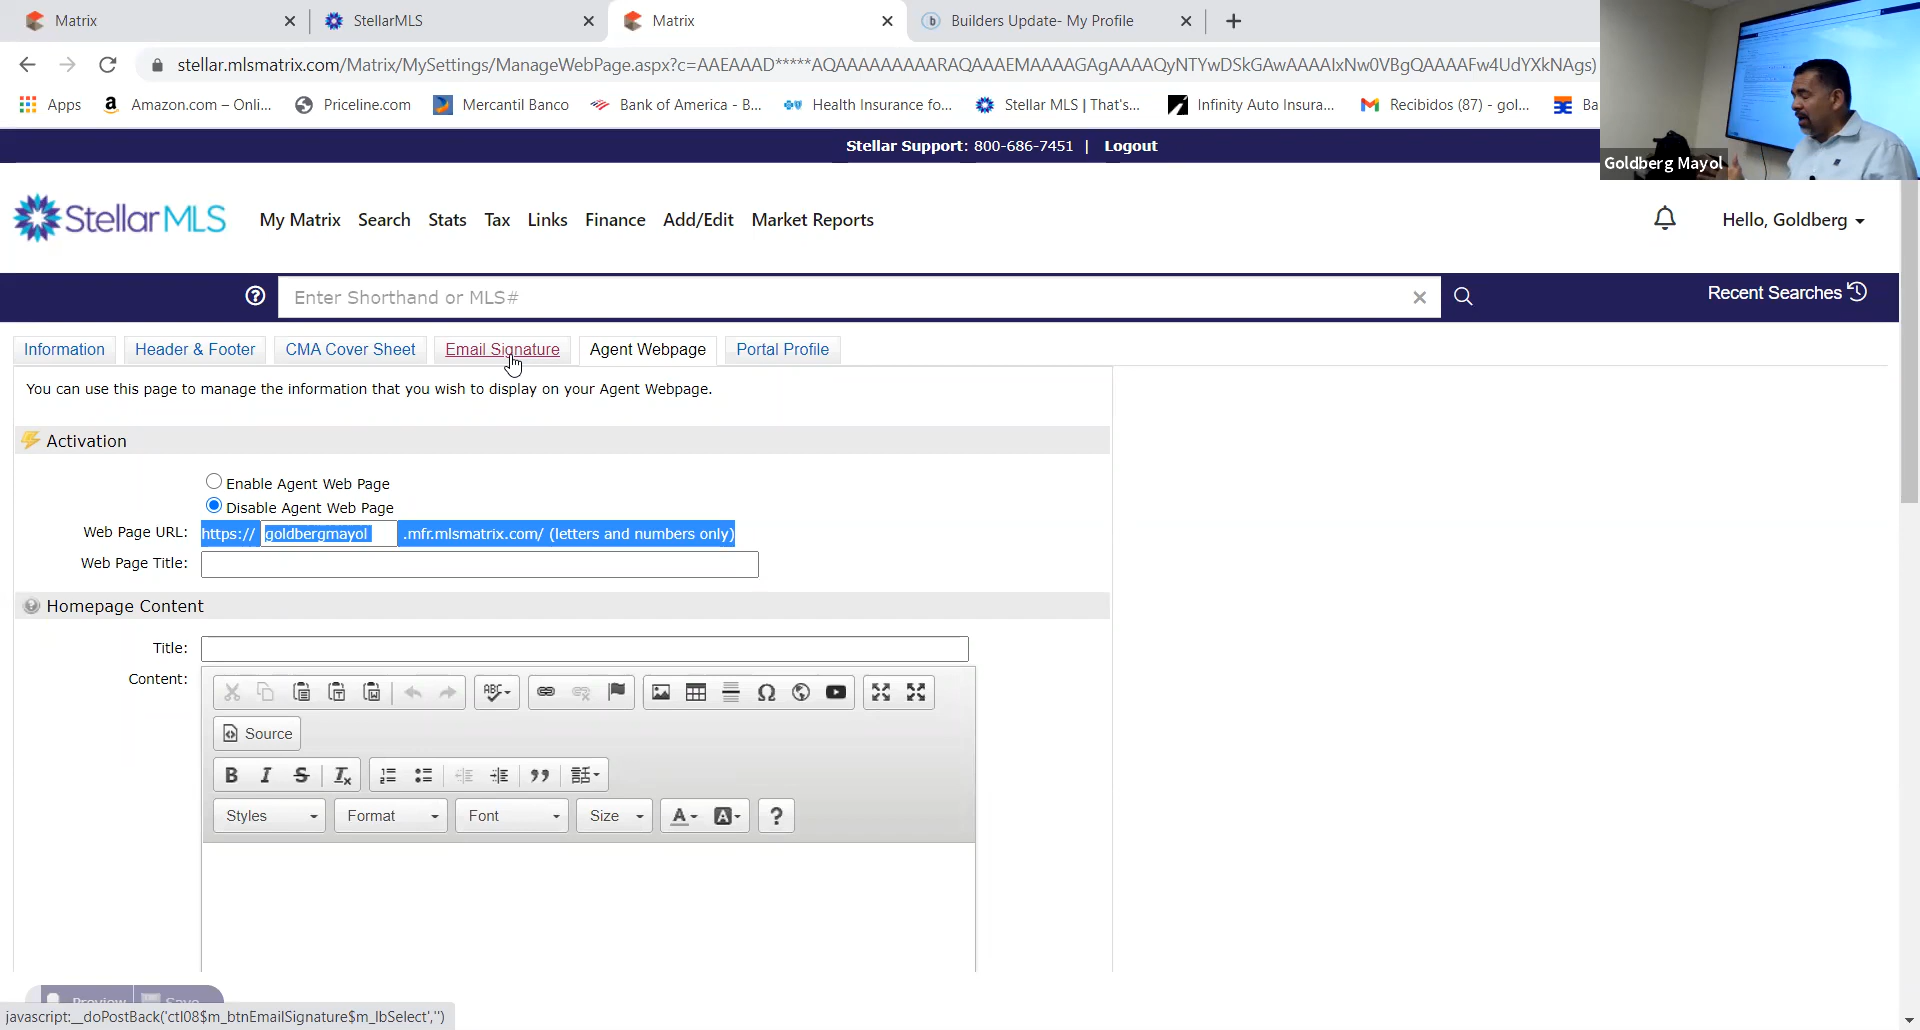 Matrix
StellarMLS
Matrix
Builders Update- My Profile
stellar.mlsmatrix.com/Matrix/MySettings/ManageWebPage.aspx?c=AAEAAAD*****AQAAAAAAAAARAQAAAEMAAAAGAgAAAAQyNTYwDSkGAwAAAAIxNw0VBgQAAAAFw4UdYXkNAgs)
Apps
Amazon.com – Onli...
Priceline.com
Mercantil Banco
Bank of America - B...
Health Insurance fo...
Stellar MLS | That's...
Infinity Auto Insura...
Recibidos (87) - gol...
Ba
Goldberg Mayol
Stellar Support: 800-686-7451 | Logout
StellarMLS
My Matrix Search Stats Tax Links Finance Add/Edit Market Reports
Hello, Goldberg
Enter Shorthand or MLS#
Recent Searches
Information Header & Footer CMA Cover Sheet Email Signature Agent Webpage Portal Profile
You can use this page to manage the information that you wish to display on your Agent Webpage.
Activation
Enable Agent Web Page
Disable Agent Web Page
Web Page URL: https:// goldbergmayol .mfr.mlsmatrix.com/ (letters and numbers only)
Web Page Title:
Homepage Content
Title:
Content:
ABC
Source
B I S Tx
Styles Format Font Size A A ?
Preview Save
javascript:__doPostBack('ctl08$m_btnEmailSignature$m_lbSelect','')